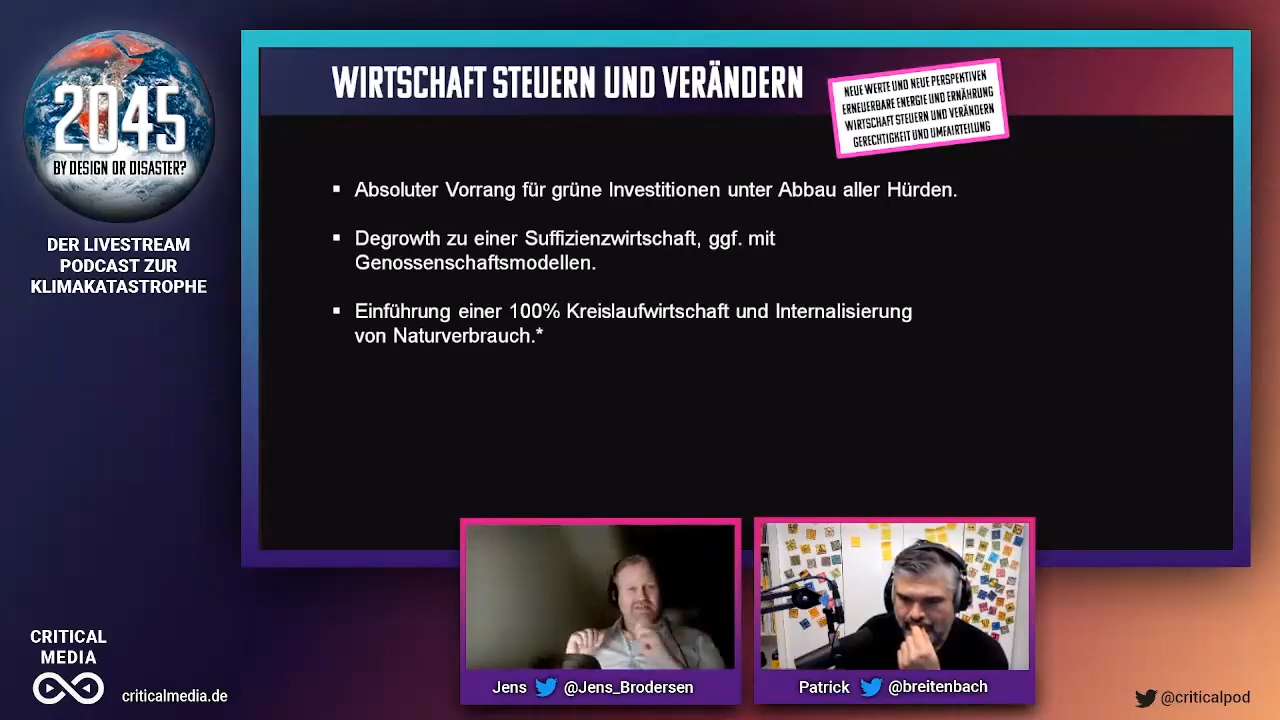 2045
BY DESIGN OR DISASTER?
DER LIVESTREAM
PODCAST ZUR
KLIMAKATASTROPHE
WIRTSCHAFT STEUERN UND VERÄNDERN
NEUE WERTE UND NEUE PERSPEKTIVEN
ERNEUERBARE ENERGIE UND ERNÄHRUNG
WIRTSCHAFT STEUERN UND VERÄNDERN
GERECHTIGKEIT UND UMFAIRTEILUNG
▪ Absoluter Vorrang für grüne Investitionen unter Abbau aller Hürden.
▪ Degrowth zu einer Suffizienzwirtschaft, ggf. mit
Genossenschaftsmodellen.
▪ Einführung einer 100% Kreislaufwirtschaft und Internalisierung
von Naturverbrauch.*
Jens @Jens_Brodersen
Patrick @breitenbach
CRITICAL
MEDIA
criticalmedia.de
@criticalpod